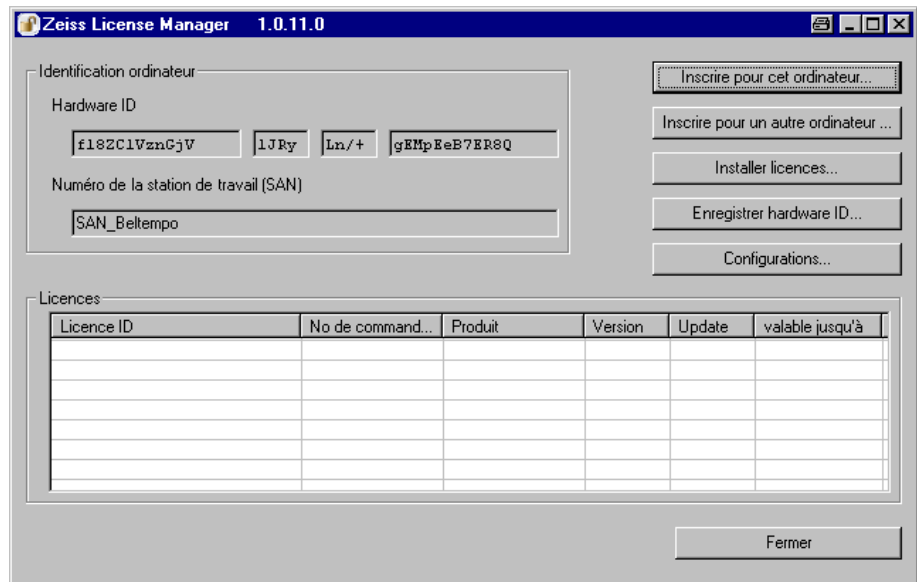 Zeiss License Manager 1.0.11.0
Identification ordinateur
Hardware ID
fl8ZClVznGjV lJRy Ln/+ gEMpEeB7ER8Q
Numéro de la station de travail (SAN)
SAN_Beltempo
Inscrire pour cet ordinateur...
Inscrire pour un autre ordinateur ...
Installer licences...
Enregistrer hardware ID...
Configurations...
Licences
Licence ID No de command... Produit Version Update valable jusqu'à
Fermer